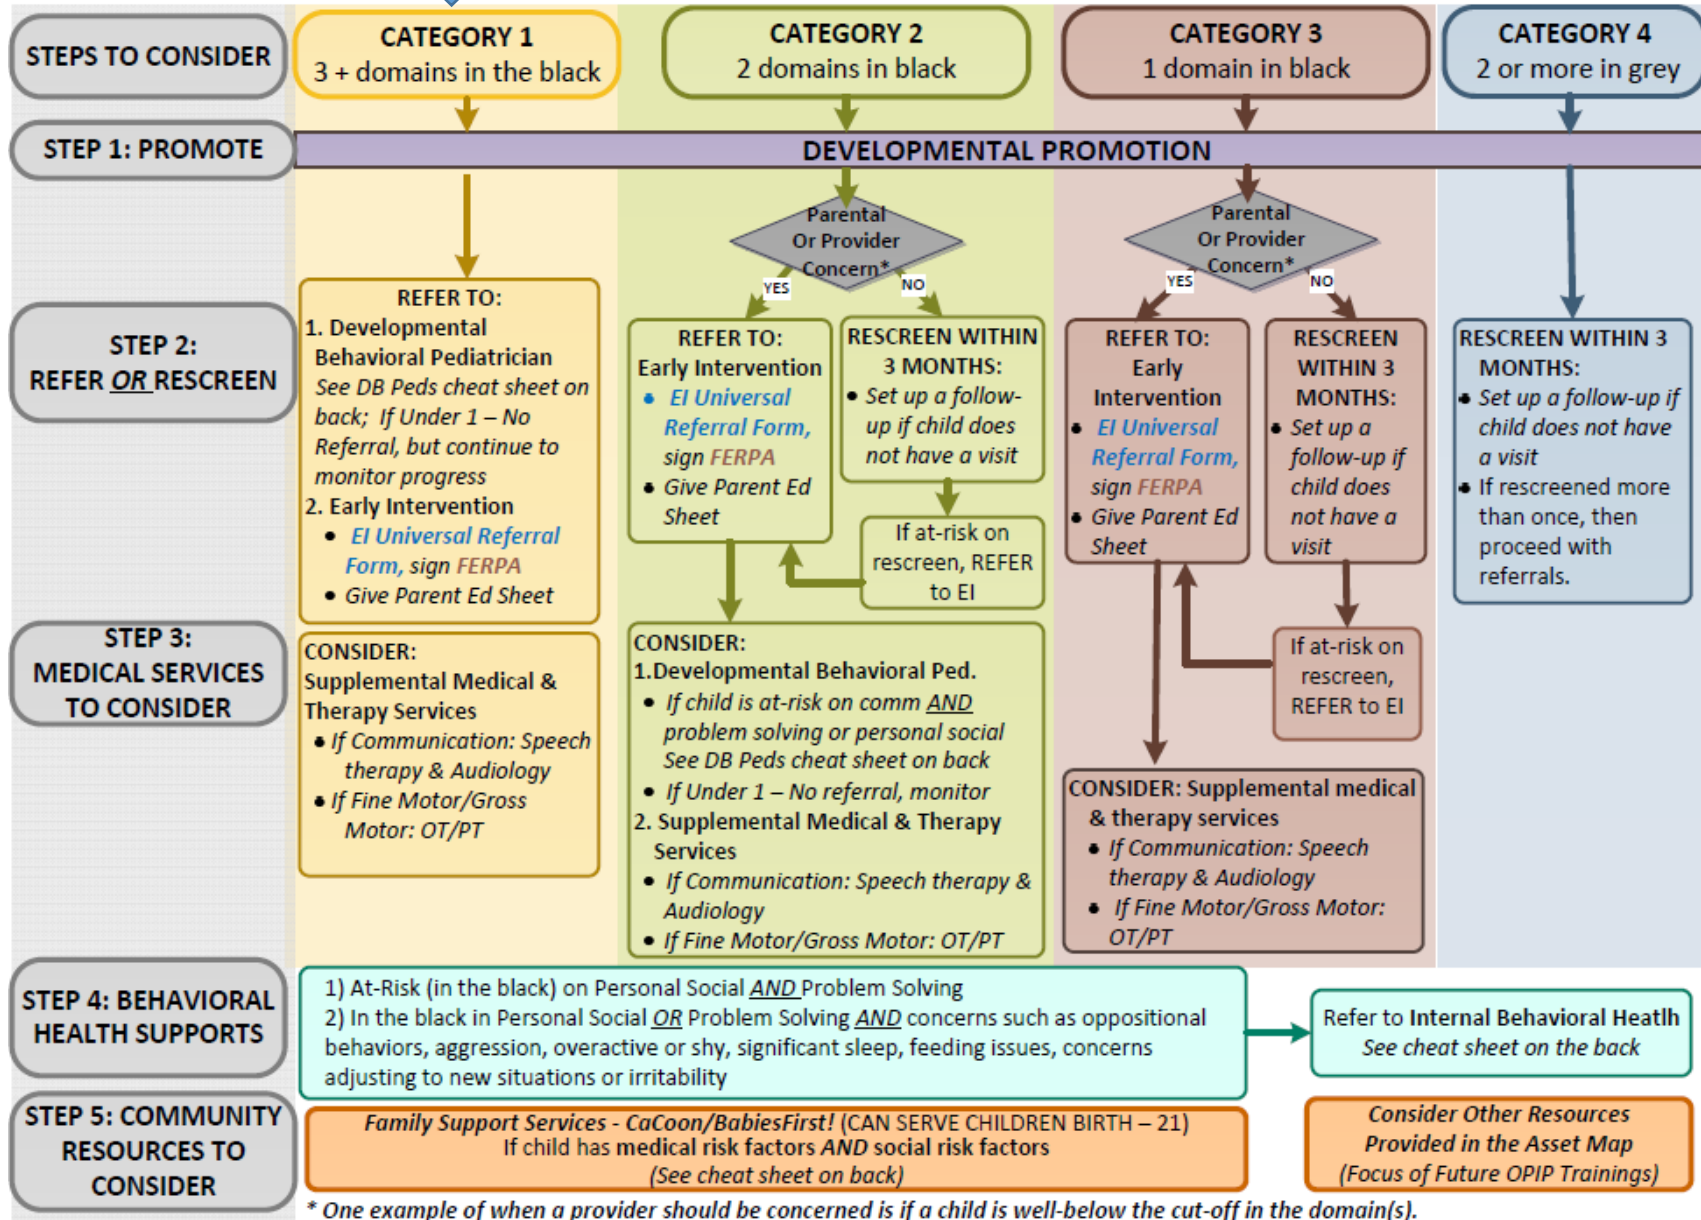 STEPS TO CONSIDER
CATEGORY 1
3 + domains in the black
CATEGORY 2
2 domains in black
CATEGORY 3
1 domain in black
CATEGORY 4
2 or more in grey
STEP 1: PROMOTE
DEVELOPMENTAL PROMOTION
STEP 2:
REFER OR RESCREEN
REFER TO:
1. Developmental
Behavioral Pediatrician
See DB Peds cheat sheet on
back; If Under 1 – No
Referral, but continue to
monitor progress
2. Early Intervention
• EI Universal Referral
Form, sign FERPA
• Give Parent Ed Sheet
Parental
Or Provider
Concern*
YES
NO
REFER TO:
Early Intervention
• EI Universal
Referral Form,
sign FERPA
• Give Parent Ed
Sheet
RESCREEN WITHIN
3 MONTHS:
• Set up a follow-
up if child does
not have a visit
If at-risk on
rescreen, REFER
to EI
Parental
Or Provider
Concern*
YES
NO
REFER TO:
Early
Intervention
• EI Universal
Referral Form,
sign FERPA
• Give Parent Ed
Sheet
RESCREEN
WITHIN 3
MONTHS:
• Set up a
follow-up if
child does
not have a
visit
If at-risk on
rescreen,
REFER to EI
RESCREEN WITHIN 3
MONTHS:
• Set up a follow-up if
child does not have
a visit
• If rescreened more
than once, then
proceed with
referrals.
STEP 3:
MEDICAL SERVICES
TO CONSIDER
CONSIDER:
Supplemental Medical &
Therapy Services
• If Communication: Speech
therapy & Audiology
• If Fine Motor/Gross
Motor: OT/PT
CONSIDER:
1.Developmental Behavioral Ped.
• If child is at-risk on comm AND
problem solving or personal social
See DB Peds cheat sheet on back
• If Under 1 – No referral, monitor
2. Supplemental Medical & Therapy
Services
• If Communication: Speech therapy &
Audiology
• If Fine Motor/Gross Motor: OT/PT
CONSIDER: Supplemental medical
& therapy services
• If Communication: Speech
therapy & Audiology
• If Fine Motor/Gross Motor:
OT/PT
STEP 4: BEHAVIORAL
HEALTH SUPPORTS
1) At-Risk (in the black) on Personal Social AND Problem Solving
2) In the black in Personal Social OR Problem Solving AND concerns such as oppositional
behaviors, aggression, overactive or shy, significant sleep, feeding issues, concerns
adjusting to new situations or irritability
Refer to Internal Behavioral Heatlh
See cheat sheet on the back
STEP 5: COMMUNITY
RESOURCES TO
CONSIDER
Family Support Services - CaCoon/BabiesFirst! (CAN SERVE CHILDREN BIRTH – 21)
If child has medical risk factors AND social risk factors
(See cheat sheet on back)
Consider Other Resources
Provided in the Asset Map
(Focus of Future OPIP Trainings)
* One example of when a provider should be concerned is if a child is well-below the cut-off in the domain(s).